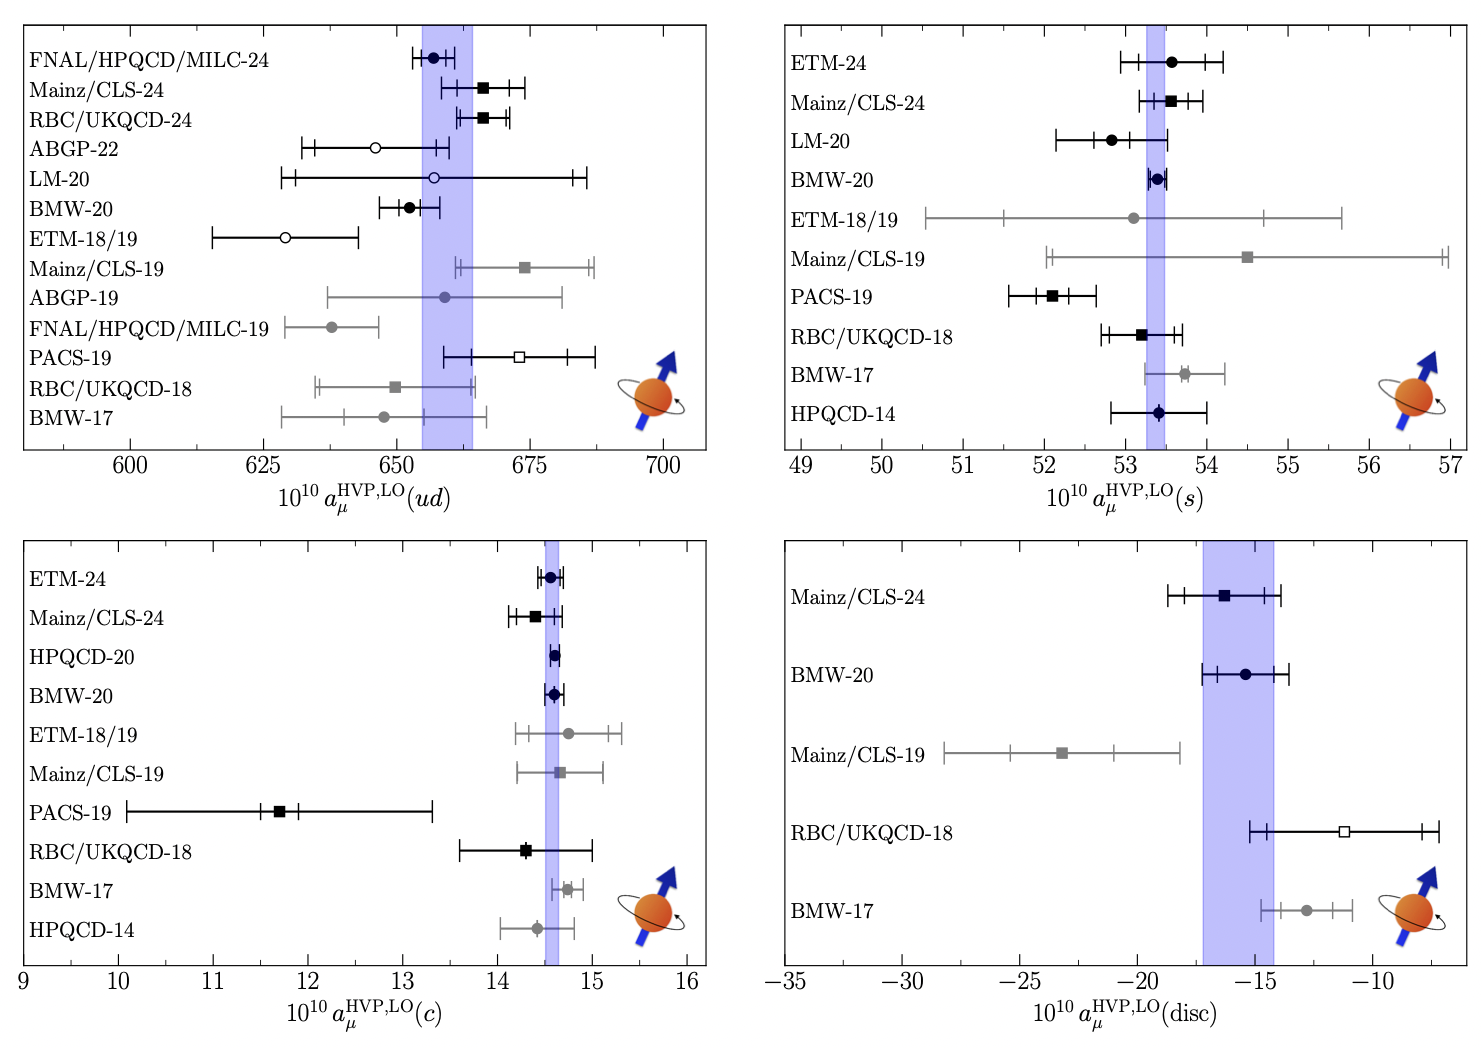 FNAL/HPQCD/MILC-24
Mainz/CLS-24
RBC/UKQCD-24
ABGP-22
LM-20
BMW-20
ETM-18/19
Mainz/CLS-19
ABGP-19
FNAL/HPQCD/MILC-19
PACS-19
RBC/UKQCD-18
BMW-17
600 625 650 675 700
10^{10} a_μ^{HVP,LO}(ud)
ETM-24
Mainz/CLS-24
LM-20
BMW-20
ETM-18/19
Mainz/CLS-19
PACS-19
RBC/UKQCD-18
BMW-17
HPQCD-14
49 50 51 52 53 54 55 56 57
10^{10} a_μ^{HVP,LO}(s)
ETM-24
Mainz/CLS-24
HPQCD-20
BMW-20
ETM-18/19
Mainz/CLS-19
PACS-19
RBC/UKQCD-18
BMW-17
HPQCD-14
9 10 11 12 13 14 15 16
10^{10} a_μ^{HVP,LO}(c)
Mainz/CLS-24
BMW-20
Mainz/CLS-19
RBC/UKQCD-18
BMW-17
−35 −30 −25 −20 −15 −10
10^{10} a_μ^{HVP,LO}(disc)